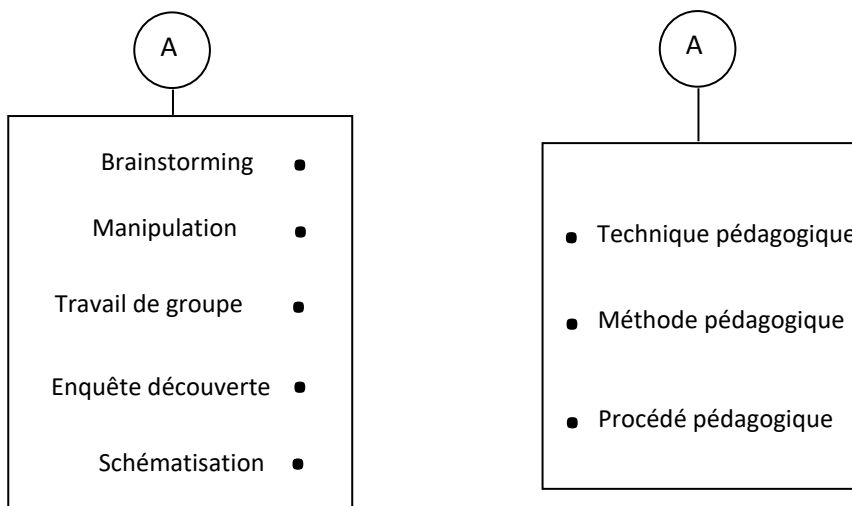 A
Brainstorming
Manipulation
Travail de groupe
Enquête découverte
Schématisation
A
Technique pédagogique
Méthode pédagogique
Procédé pédagogique